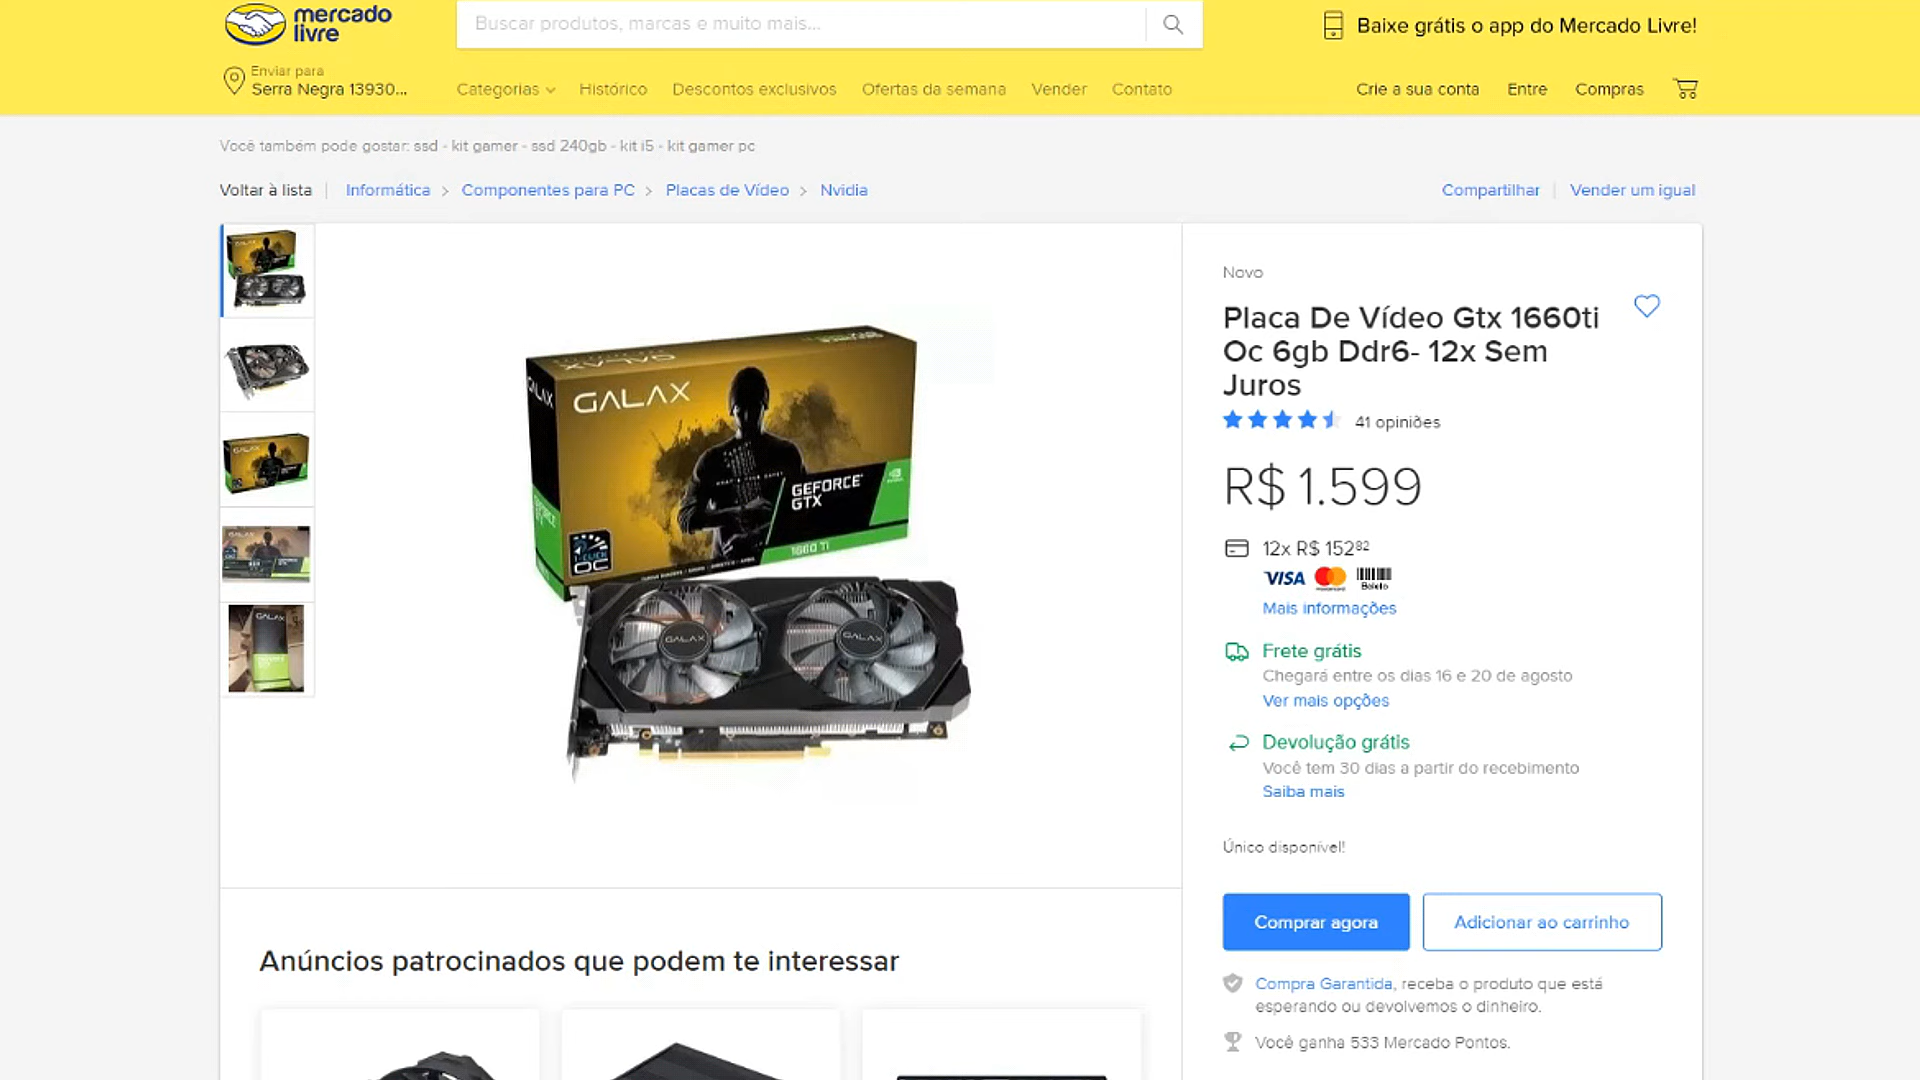 mercado
livre
Buscar produtos, marcas e muito mais...
Baixe grátis o app do Mercado Livre!
Enviar para
Serra Negra 13930...
Categorias
Histórico
Descontos exclusivos
Ofertas da semana
Vender
Contato
Crie a sua conta
Entre
Compras
Você também pode gostar: ssd - kit gamer - ssd 240gb - kit i5 - kit gamer pc
Voltar à lista
Informática > Componentes para PC > Placas de Vídeo > Nvidia
Compartilhar
Vender um igual
Novo
Placa De Vídeo Gtx 1660ti
Oc 6gb Ddr6- 12x Sem
Juros
41 opiniões
R$ 1.599
12x R$ 152⁸²
VISA
Boleto
Mais informações
Frete grátis
Chegará entre os dias 16 e 20 de agosto
Ver mais opções
Devolução grátis
Você tem 30 dias a partir do recebimento
Saiba mais
Único disponível!
Comprar agora
Adicionar ao carrinho
Compra Garantida, receba o produto que está
esperando ou devolvemos o dinheiro.
Você ganha 533 Mercado Pontos.
GALAX
GALAX
GEFORCE
GTX
1660 Ti
1-CLICK
OC
GALAX
GALAX
Anúncios patrocinados que podem te interessar